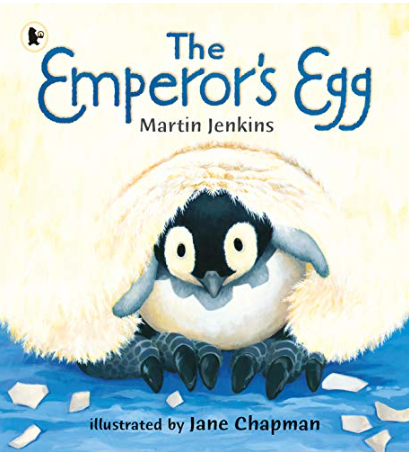 The
Emperor's Egg
Martin Jenkins
illustrated by Jane Chapman